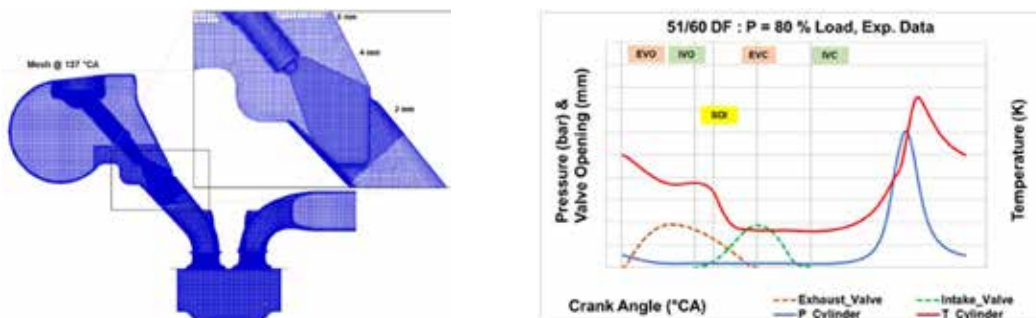 6 mm
4 mm
Mesh @ 137 °CA
2 mm
51/60 DF : P = 80 % Load, Exp. Data
EVO
IVO
EVC
IVC
SOI
Pressure (bar) &
Valve Opening (mm)
Temperature (K)
Crank Angle (°CA)
Exhaust_Valve
Intake_Valve
P_Cylinder
T_Cylinder